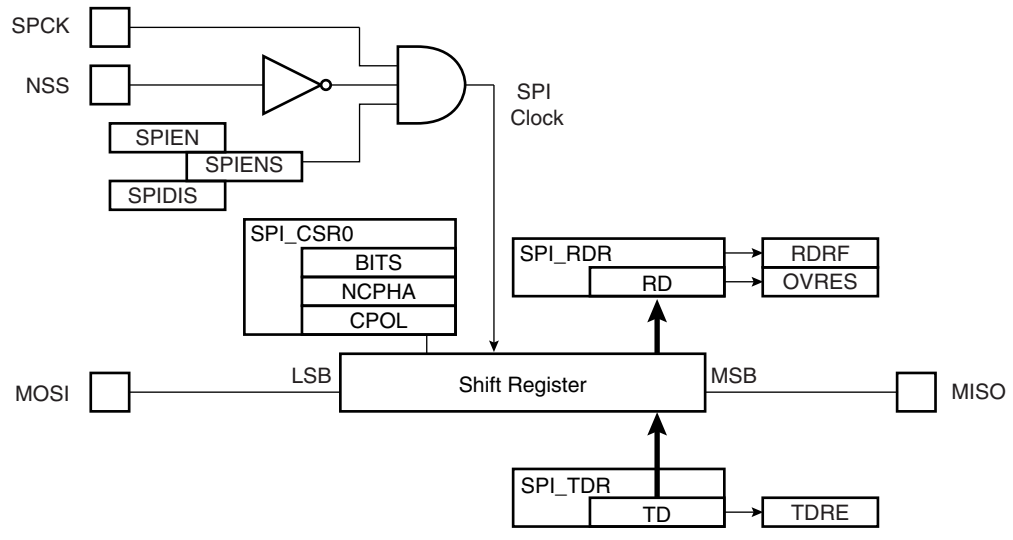 SPCK
NSS
SPI
Clock
SPIEN
SPIENS
SPIDIS
SPI_CSR0
BITS
NCPHA
CPOL
SPI_RDR
RD
RDRF
OVRES
MOSI
LSB
Shift Register
MSB
MISO
SPI_TDR
TD
TDRE